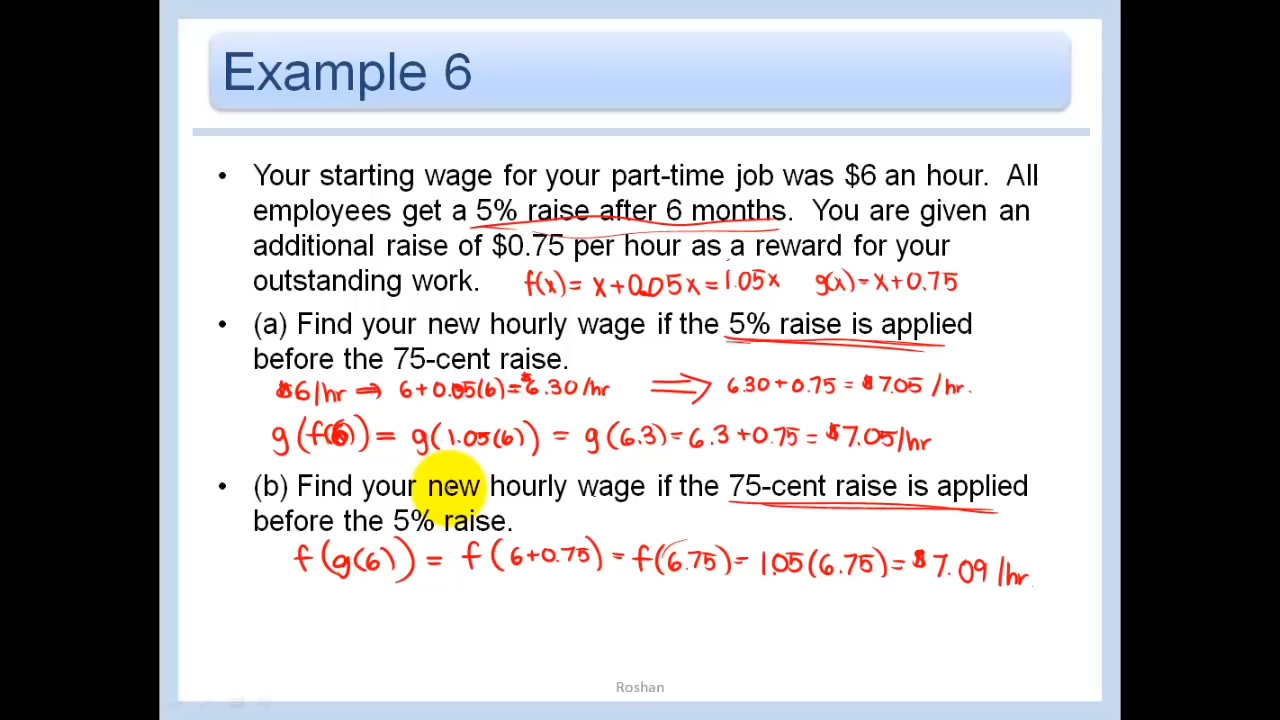 Example 6
• Your starting wage for your part-time job was $6 an hour. All
employees get a 5% raise after 6 months. You are given an
additional raise of $0.75 per hour as a reward for your
outstanding work. f(x) = x + 0.05x = 1.05x g(x) = x + 0.75
• (a) Find your new hourly wage if the 5% raise is applied
before the 75-cent raise.
$6/hr ⇒ 6 + 0.05(6) = $6.30/hr ⇒ 6.30 + 0.75 = $7.05/hr.
g(f(6)) = g(1.05(6)) = g(6.3) = 6.3 + 0.75 = $7.05/hr
• (b) Find your new hourly wage if the 75-cent raise is applied
before the 5% raise.
f(g(6)) = f(6 + 0.75) = f(6.75) = 1.05(6.75) = $7.09/hr.
Roshan